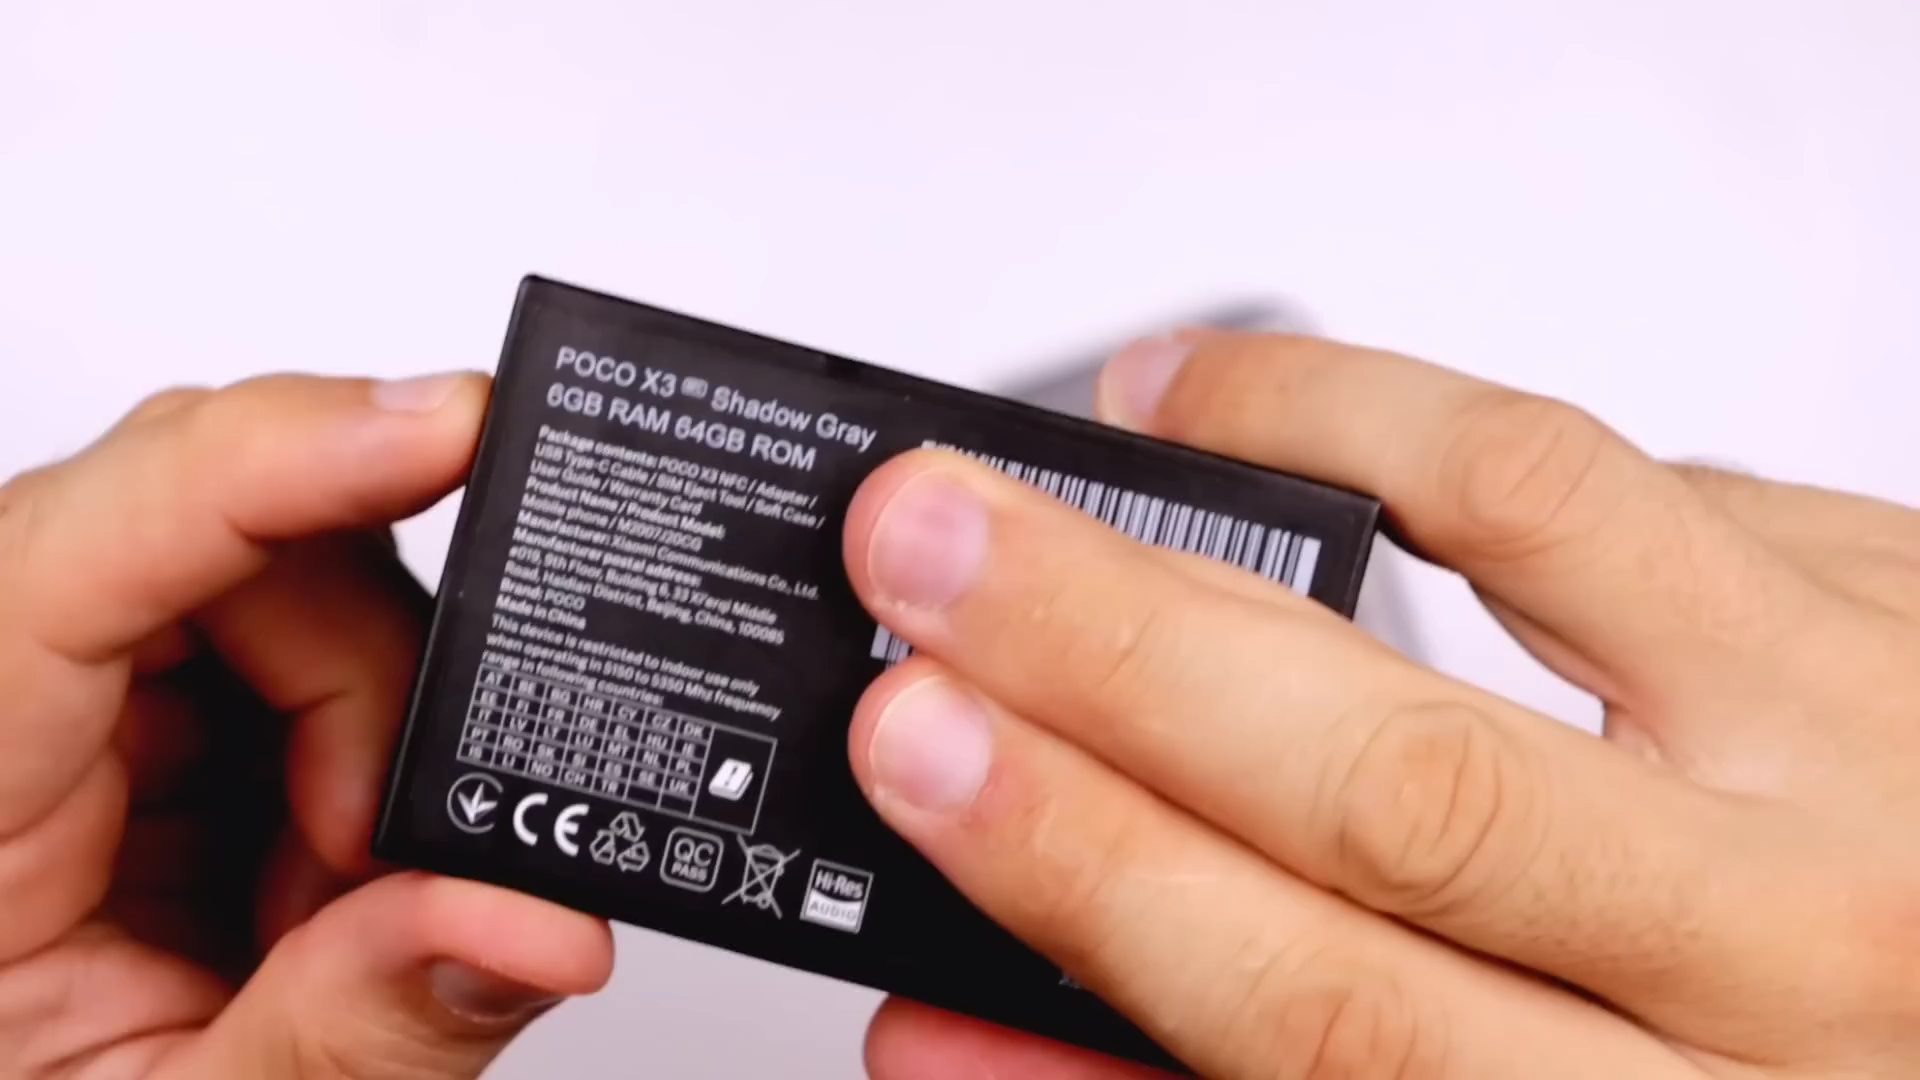 POCO X3 NFC Shadow Gray
6GB RAM 64GB ROM
Package contents: POCO X3 NFC / Adapter /
USB Type-C Cable / SIM Eject Tool / Soft Case /
User Guide / Warranty Card
Product Name / Product Model:
Mobile phone / M2007J20CG
Manufacturer: Xiaomi Communications Co., Ltd.
Manufacturer postal address:
#019, 9th Floor, Building 6, 33 Xi'erqi Middle
Road, Haidian District, Beijing, China, 100085
Brand: POCO
Made in China
This device is restricted to indoor use only
when operating in 5150 to 5350 Mhz frequency
range in following countries:
AT BE BG HR CY CZ DK
EE FI FR DE EL HU IE
IT LV LT LU MT NL PL
PT RO SK SI ES SE UK
IS LI NO CH TR
CE
QC
PASS
Hi-Res
AUDIO